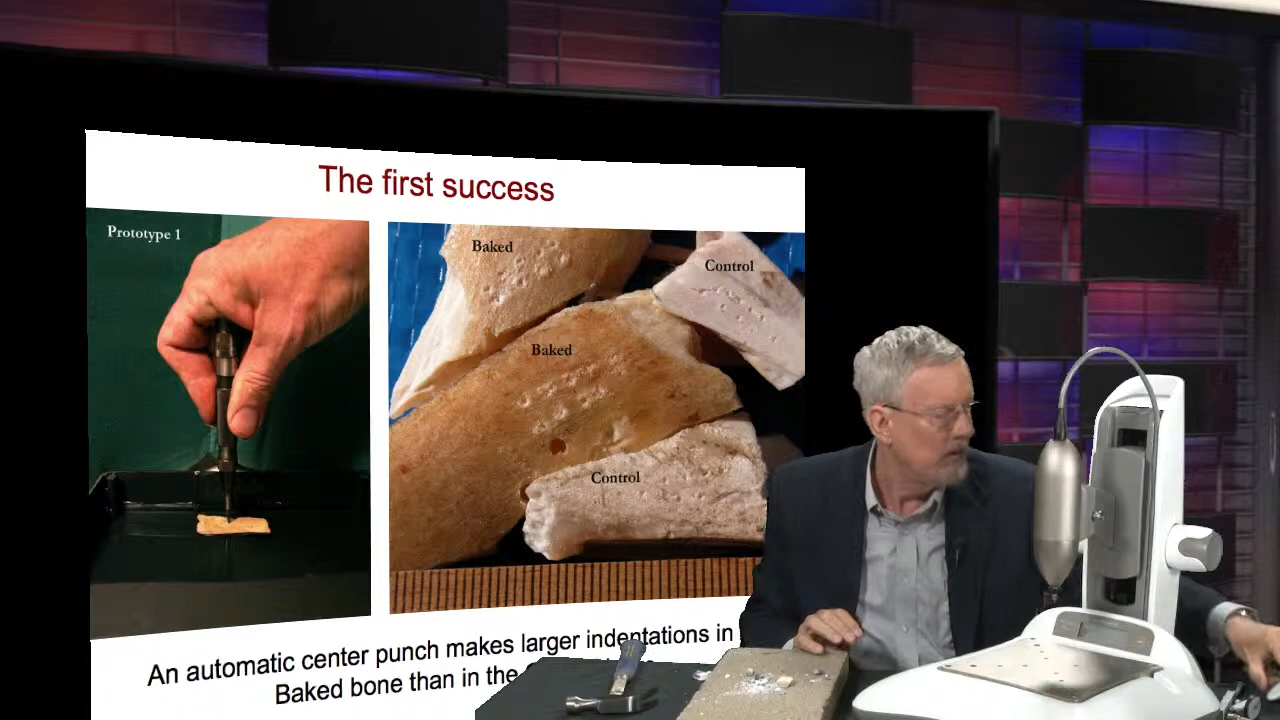 The first success
Prototype 1
Baked
Control
Baked
Control
An automatic center punch makes larger indentations in
Baked bone than in the